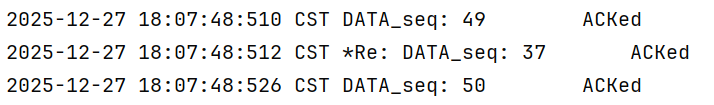 2025-12-27 18:07:48:510 CST DATA_seq: 49 ACKed
2025-12-27 18:07:48:512 CST *Re: DATA_seq: 37 ACKed
2025-12-27 18:07:48:526 CST DATA_seq: 50 ACKed